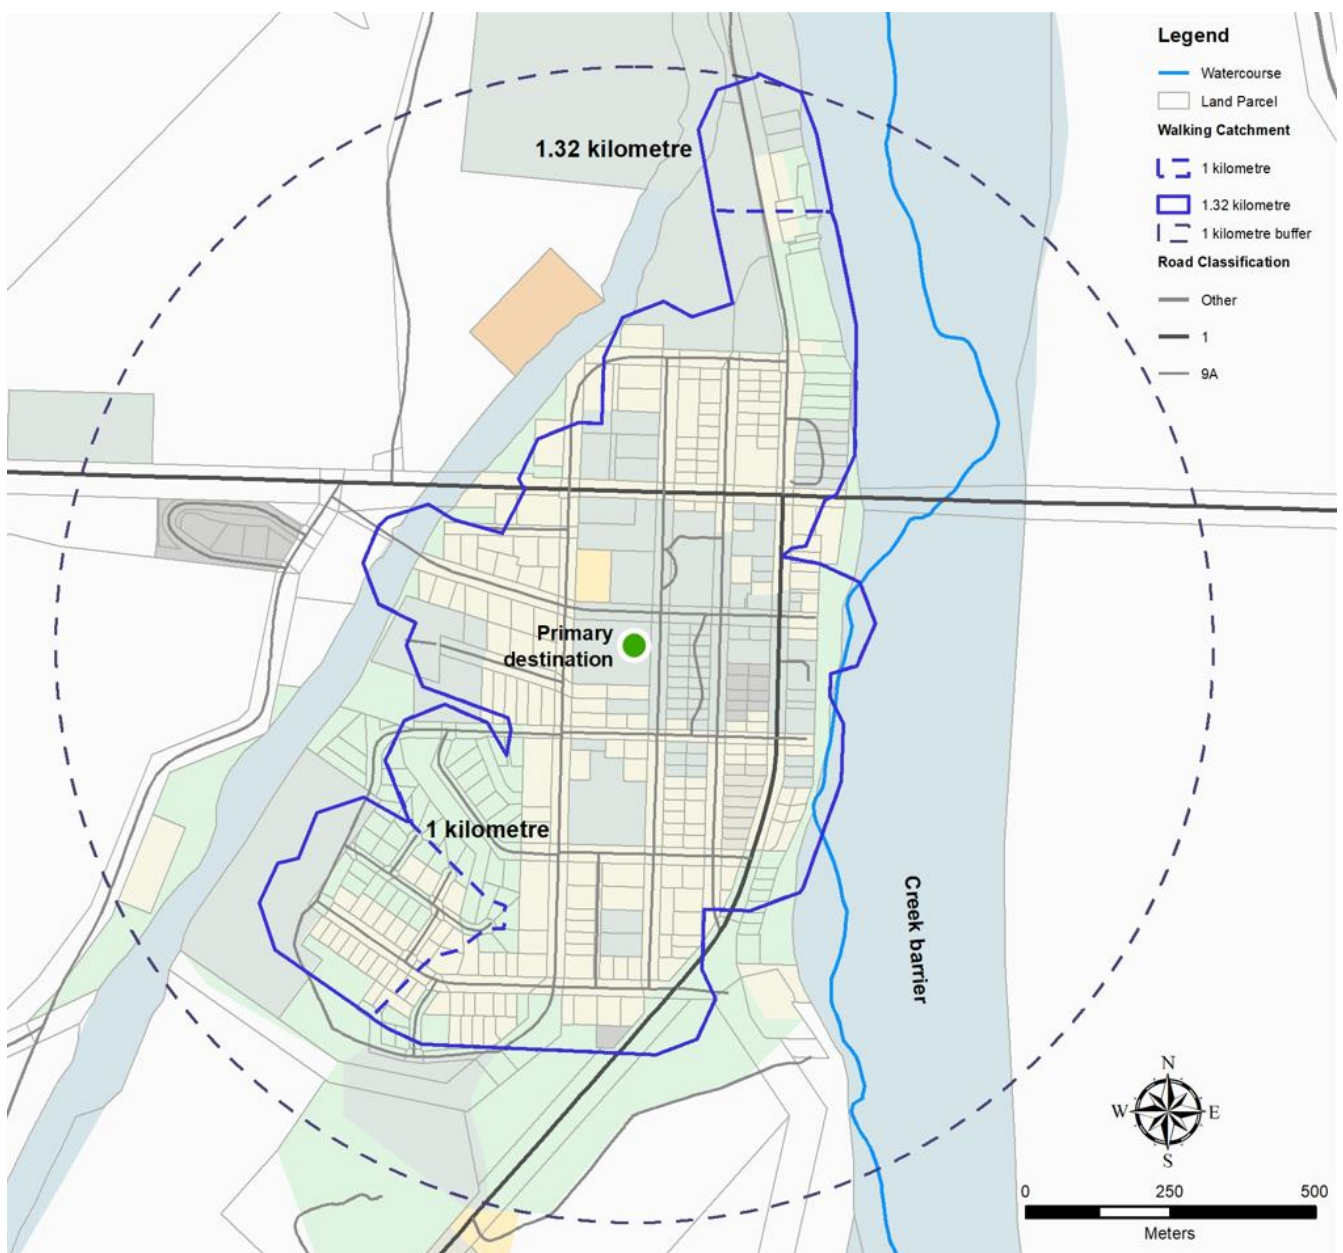 Legend
Watercourse
Land Parcel
Walking Catchment
1 kilometre
1.32 kilometre
1 kilometre buffer
Road Classification
Other
1
9A
1.32 kilometre
Primary
destination
1 kilometre
Creek barrier
N
W E
S
0 250 500
Meters